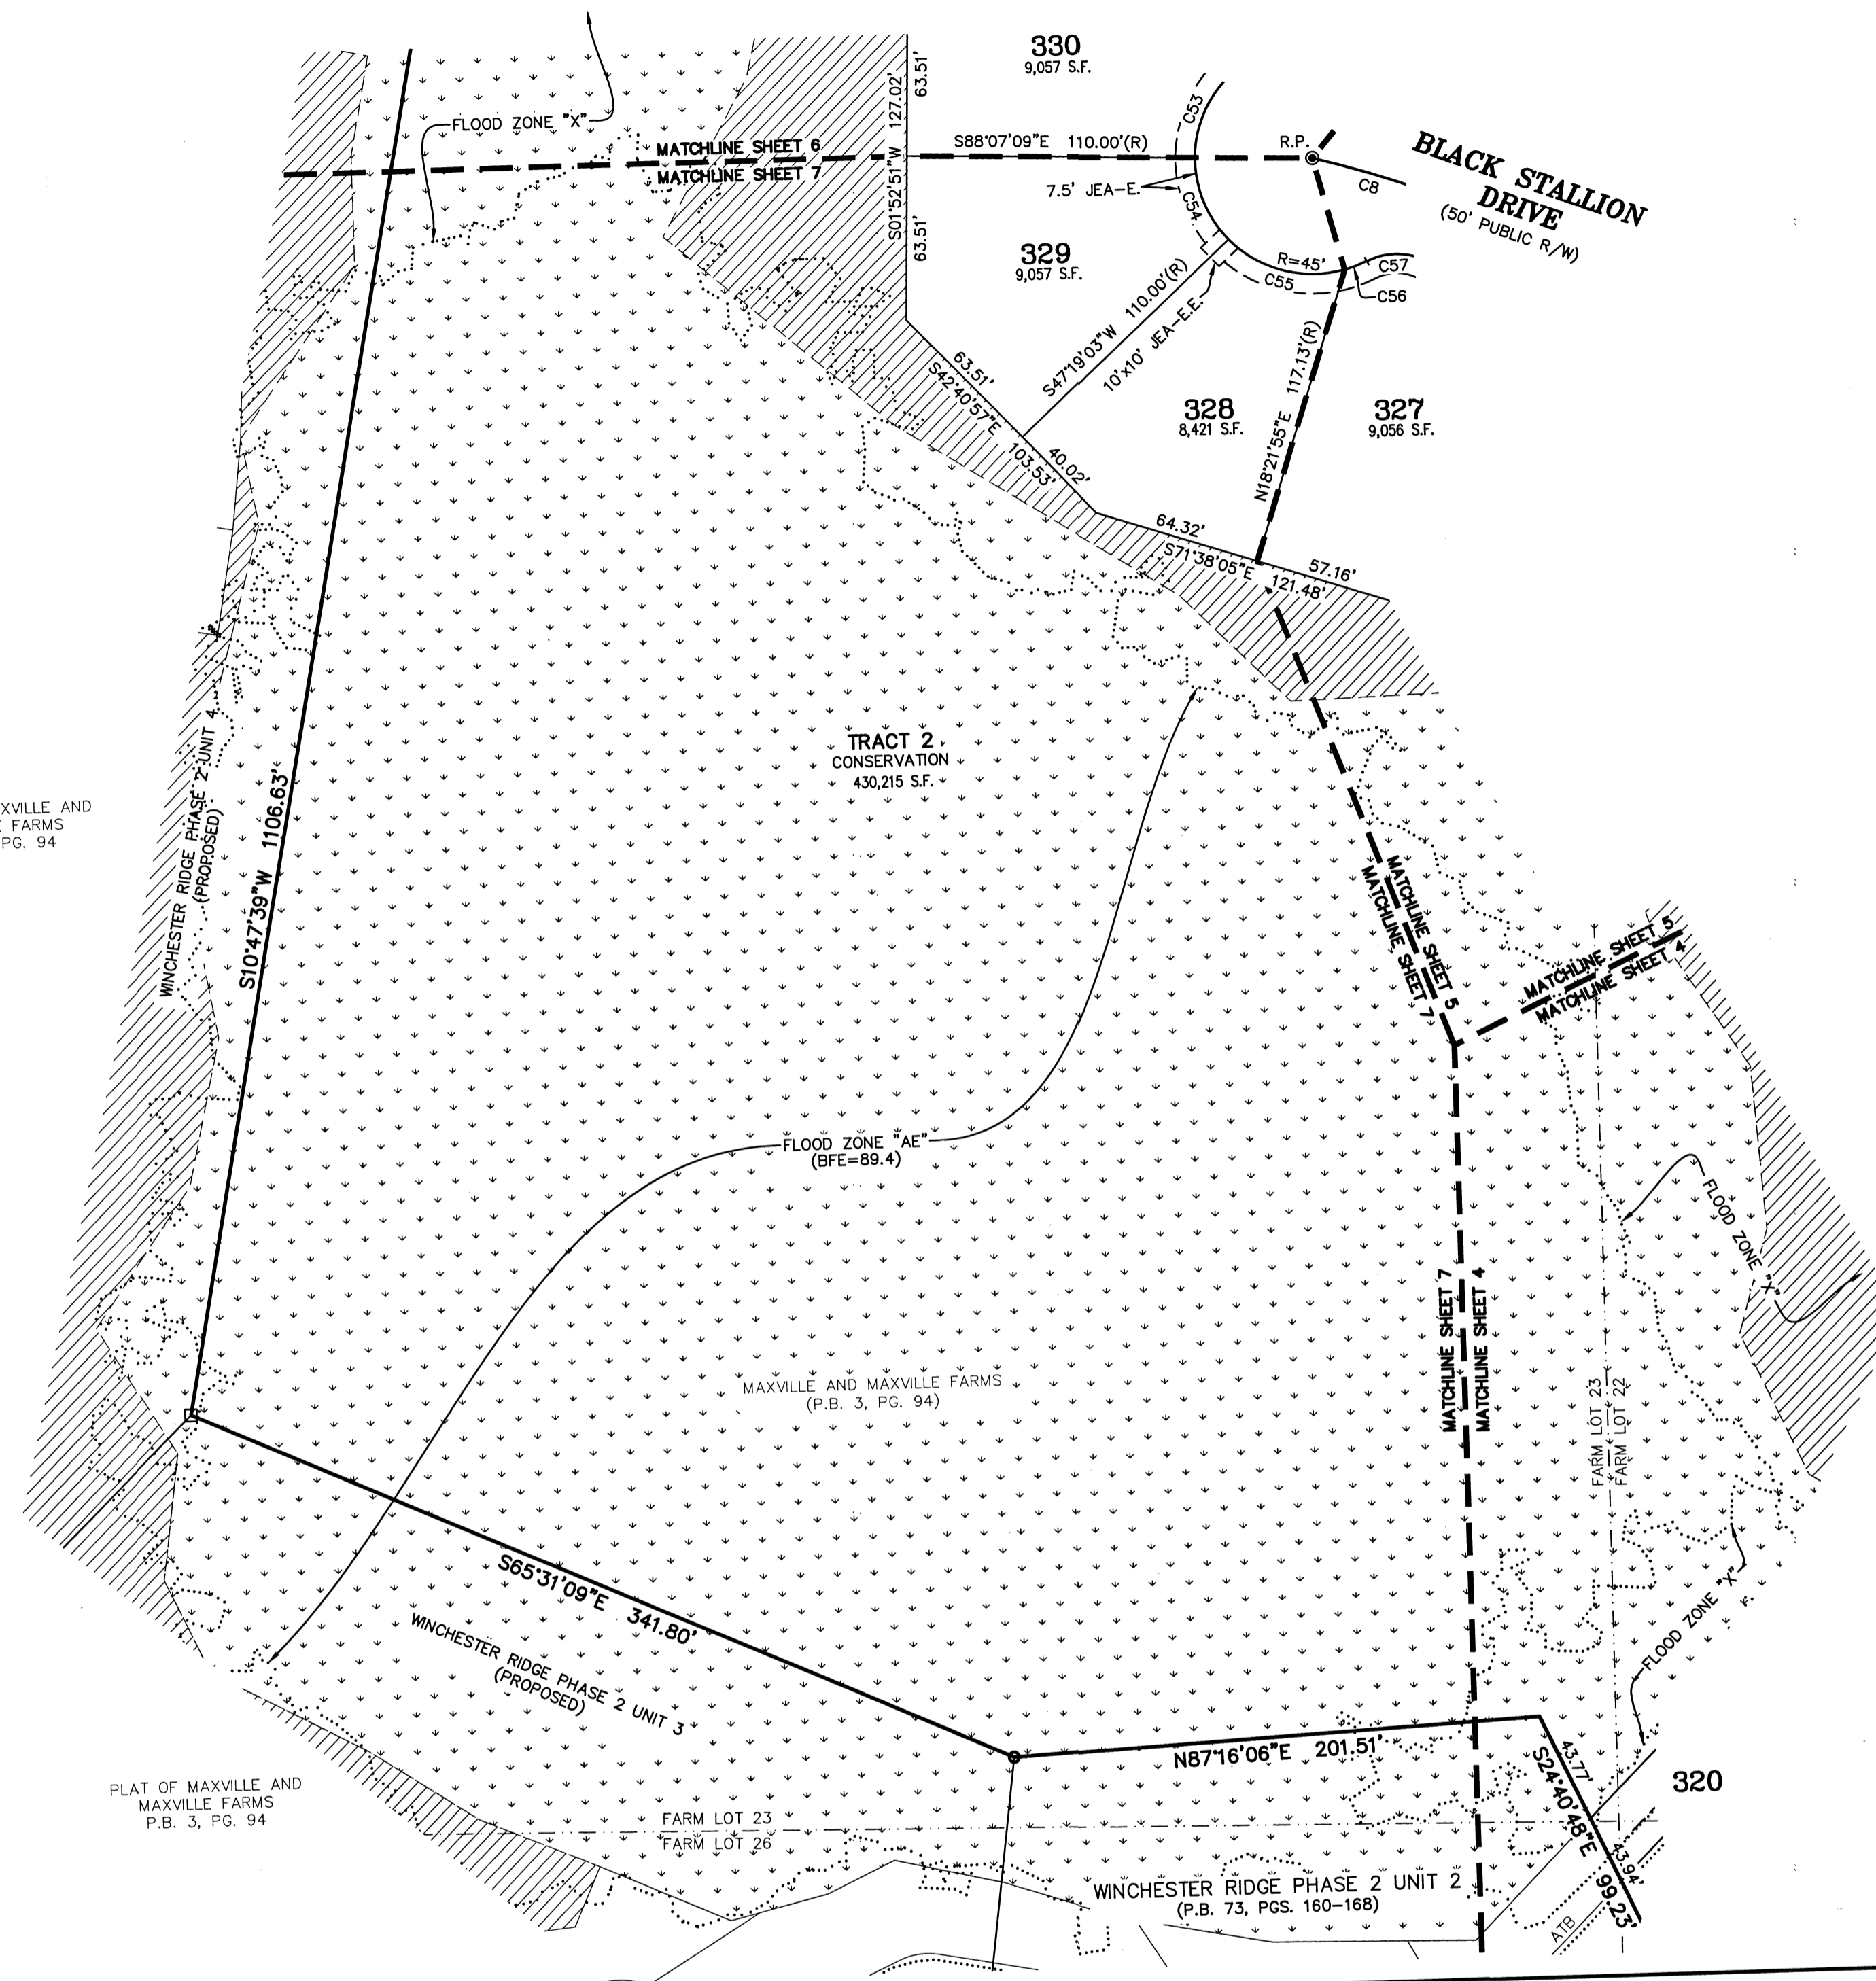 330
9,057 S.F.
S01°52'51"W 127.02'
63.51'
63.51'
FLOOD ZONE "X"
MATCHLINE SHEET 6
MATCHLINE SHEET 7
S88°07'09"E 110.00'(R)
R.P.
C53
C8
BLACK STALLION
DRIVE
(50' PUBLIC R/W)
7.5' JEA-E.
C54
329
9,057 S.F.
R=45'
C55
C57
C56
S47°19'03"W 110.00'(R)
10'x10' JEA-E.E.
N18°21'55"E 117.13'(R)
63.51'
S42°40'57"E 103.53'
40.02'
328
8,421 S.F.
327
9,056 S.F.
64.32'
S71°38'05"E 121.48'
57.16'
TRACT 2
CONSERVATION
430,215 S.F.
WINCHESTER RIDGE PHASE 2 UNIT 4
(PROPOSED)
S10°47'39"W 1106.63'
XVILLE AND
FARMS
PG. 94
MATCHLINE SHEET 5
MATCHLINE SHEET 7
MATCHLINE SHEET 5
MATCHLINE SHEET 4
FLOOD ZONE "AE"
(BFE=89.4)
FLOOD ZONE "X"
MATCHLINE SHEET 7
MATCHLINE SHEET 4
MAXVILLE AND MAXVILLE FARMS
(P.B. 3, PG. 94)
FARM LOT 23
FARM LOT 22
S65°31'09"E 341.80'
WINCHESTER RIDGE PHASE 2 UNIT 3
(PROPOSED)
FLOOD ZONE "X"
N87°16'06"E 201.51'
43.77'
S24°40'48"E 99.23'
43.94'
320
PLAT OF MAXVILLE AND
MAXVILLE FARMS
P.B. 3, PG. 94
FARM LOT 23
FARM LOT 26
WINCHESTER RIDGE PHASE 2 UNIT 2
(P.B. 73, PGS. 160-168)
ATB